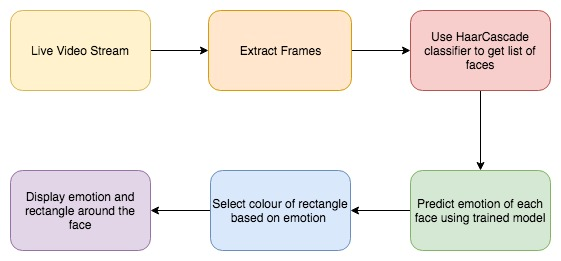 Live Video Stream
Extract Frames
Use HaarCascade
classifier to get list of
faces
Predict emotion of each
face using trained model
Select colour of rectangle
based on emotion
Display emotion and
rectangle around the
face